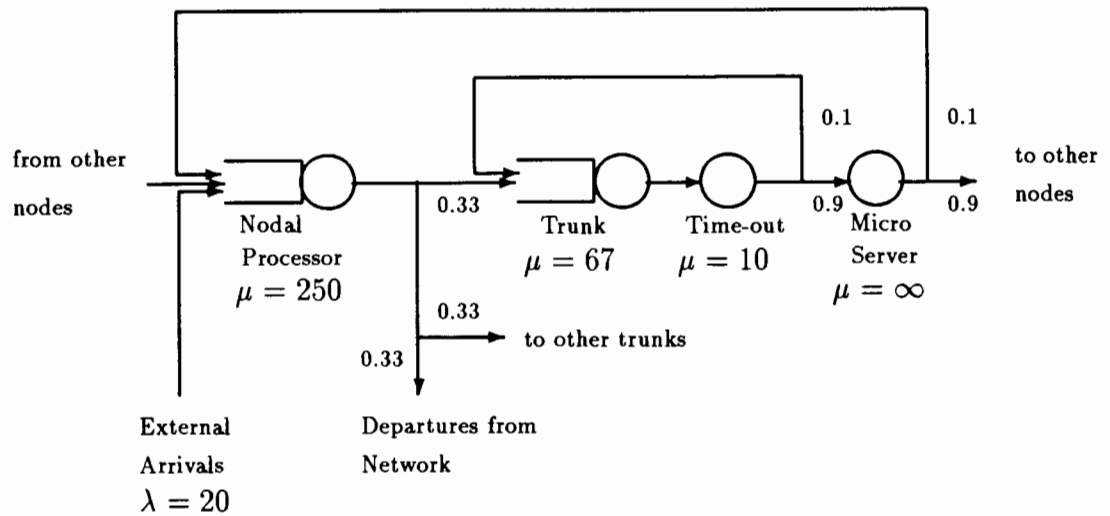 0.1
0.1
from other
nodes
to other
nodes
0.33
0.9
0.9
Nodal
Processor
μ = 250
Trunk
μ = 67
Time-out
μ = 10
Micro
Server
μ = ∞
0.33
to other trunks
0.33
External
Arrivals
λ = 20
Departures from
Network